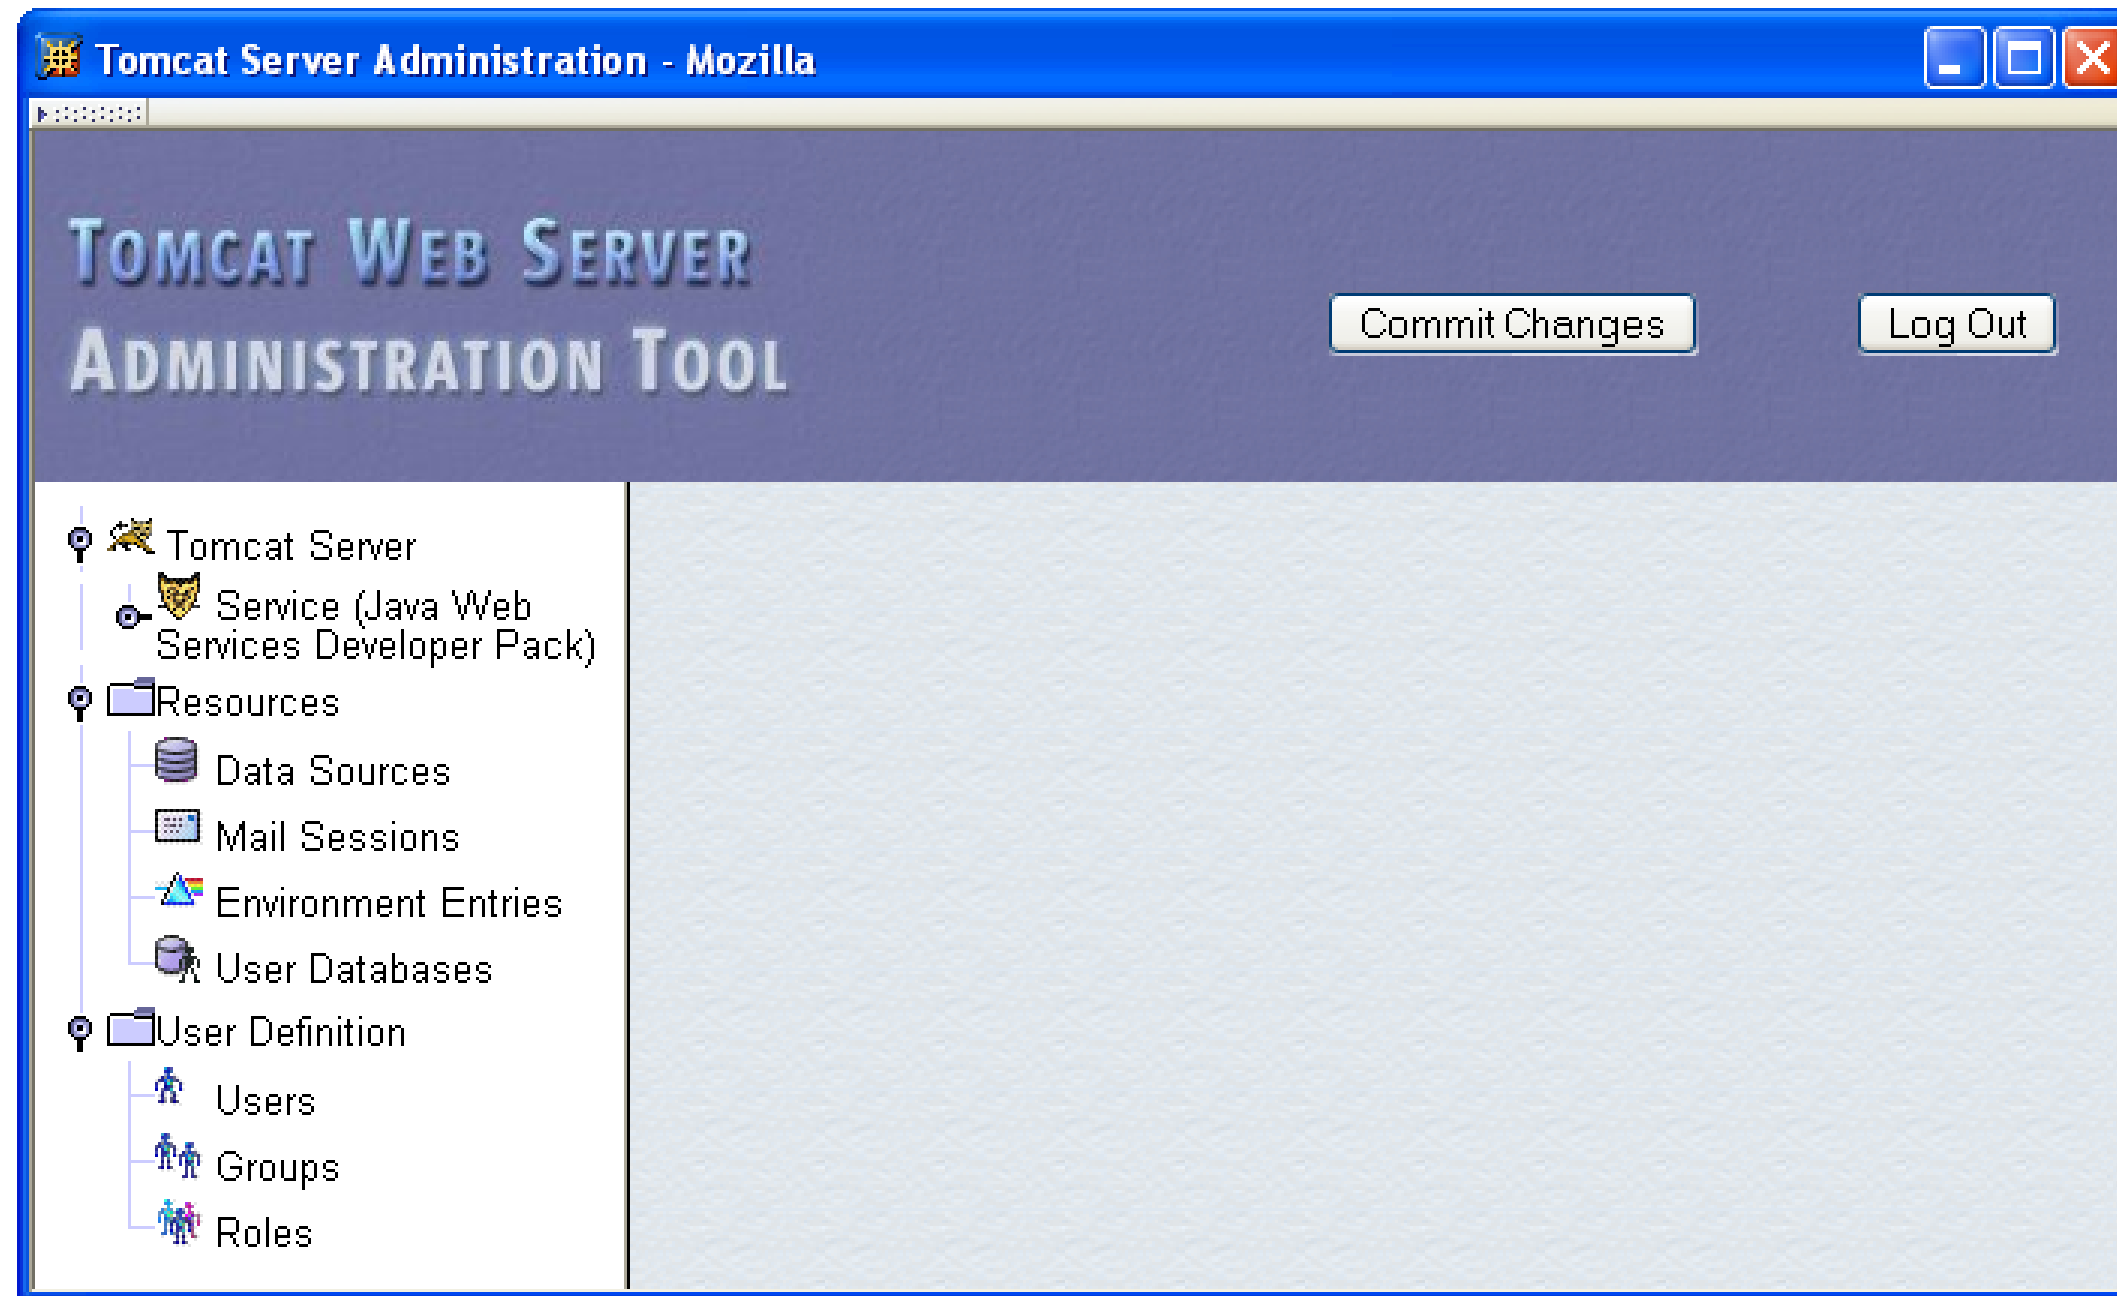 Tomcat Server Administration - Mozilla
TOMCAT WEB SERVER
ADMINISTRATION TOOL
Commit Changes
Log Out
Tomcat Server
Service (Java Web
Services Developer Pack)
Resources
Data Sources
Mail Sessions
Environment Entries
User Databases
User Definition
Users
Groups
Roles